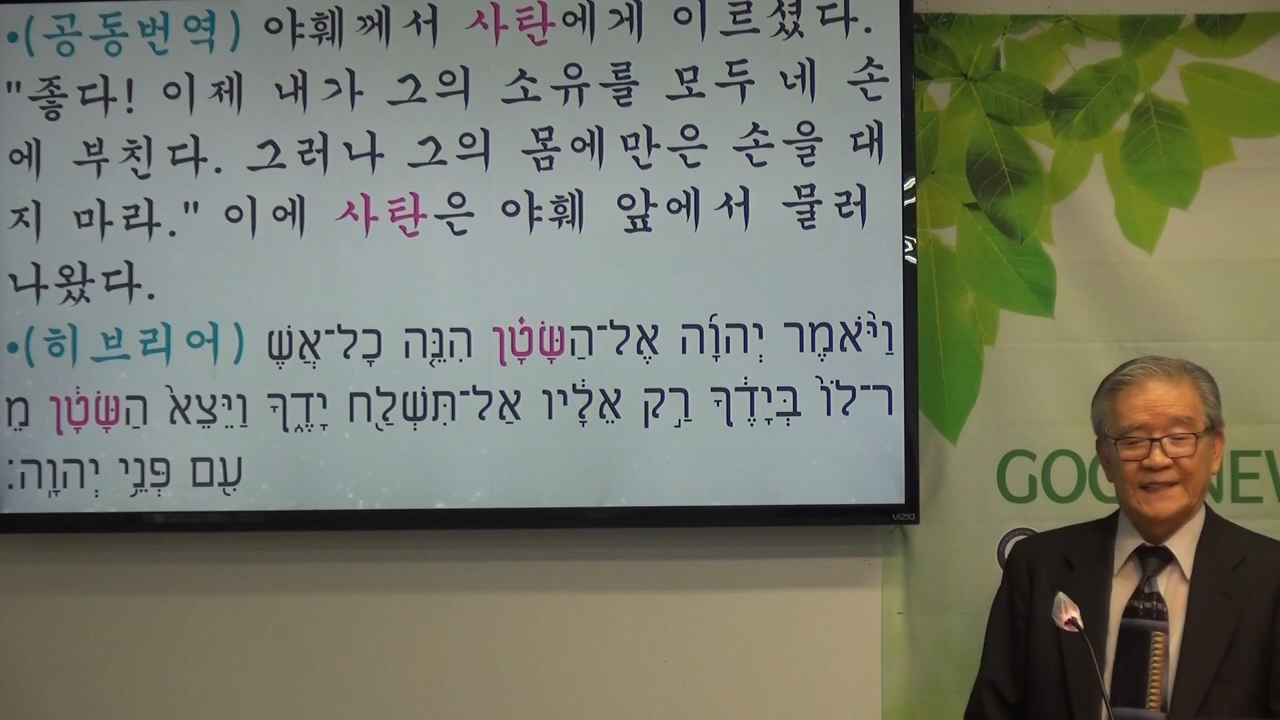 •(공동번역) 야훼께서 사탄에게 이르셨다.
"좋다! 이제 내가 그의 소유를 모두 네 손
에 부친다. 그러나 그의 몸에만은 손을 대
지 마라." 이에 사탄은 야훼 앞에서 물러
나왔다.
•(히브리어) וַיֹּ֨אמֶר יְהוָ֜ה אֶל־הַשָּׂטָ֗ן הִנֵּ֤ה כָל־אֲשֶׁ
ר־לוֹ֙ בְּיָדֶ֔ךָ רַ֣ק אֵלָ֔יו אַל־תִּשְׁלַ֖ח יָדֶ֑ךָ וַיֵּצֵא֙ הַשָּׂטָ֔ן מֵ
עִ֖ם פְּנֵ֥י יְהוָֽה׃
VIZIO
GOO NEW